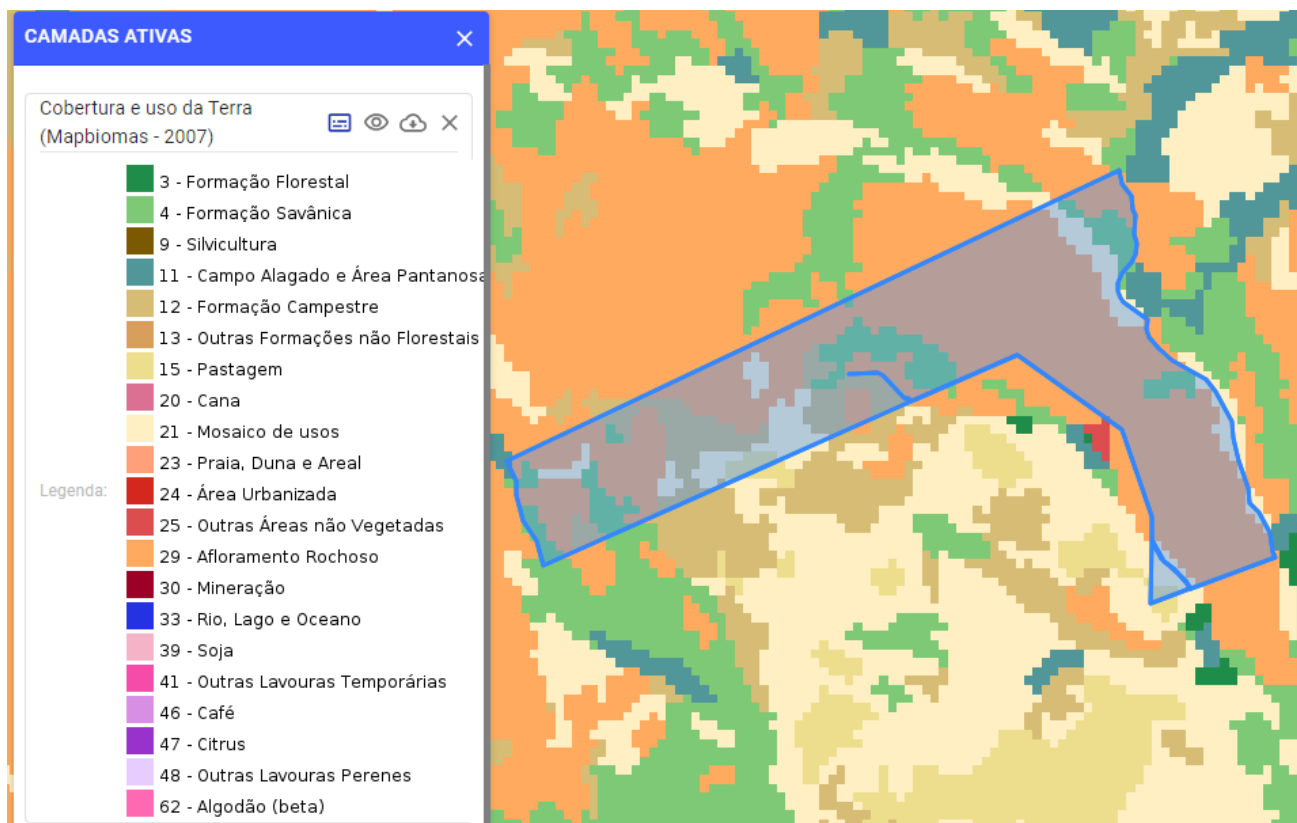 CAMADAS ATIVAS
Cobertura e uso da Terra
(Mapbiomas - 2007)
3 - Formação Florestal
4 - Formação Savânica
9 - Silvicultura
11 - Campo Alagado e Área Pantanosa
12 - Formação Campestre
13 - Outras Formações não Florestais
15 - Pastagem
20 - Cana
21 - Mosaico de usos
23 - Praia, Duna e Areal
Legenda:
24 - Área Urbanizada
25 - Outras Áreas não Vegetadas
29 - Afloramento Rochoso
30 - Mineração
33 - Rio, Lago e Oceano
39 - Soja
41 - Outras Lavouras Temporárias
46 - Café
47 - Citrus
48 - Outras Lavouras Perenes
62 - Algodão (beta)